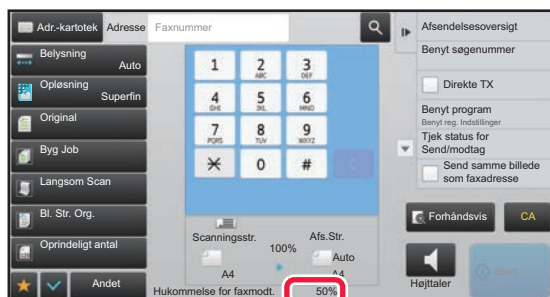 Adr.-kartotek
Adresse
Faxnummer
Belysning
Auto
Opløsning
Superfin
Original
Byg Job
Langsom Scan
Bl. Str. Org.
Oprindeligt antal
Andet
1
2 ABC
3 DEF
4 GHI
5 JKL
6 MNO
7 PQRS
8 TUV
9 WXYZ
0
#
C
Scanningsstr.
100%
Afs.Str.
Auto
A4
A4
Hukommelse for faxmodt.
50%
Afsendelsesoversigt
Benyt søgenummer
Direkte TX
Benyt program
Benyt reg. Indstillinger
Tjek status for
Send/modtag
Send samme billede
som faxadresse
Forhåndsvis
CA
Højttaler
Start